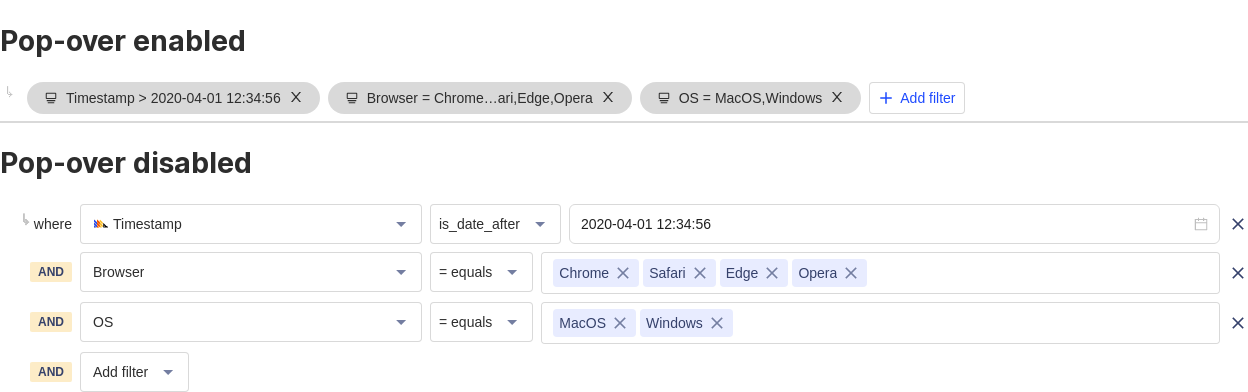 Pop-over enabled
Timestamp > 2020-04-01 12:34:56 Browser = Chrome…ari,Edge,Opera OS = MacOS,Windows + Add filter
Pop-over disabled
where Timestamp is_date_after 2020-04-01 12:34:56
AND Browser = equals Chrome Safari Edge Opera
AND OS = equals MacOS Windows
AND Add filter